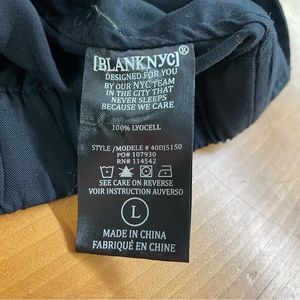 [BLANKNYC]®
DESIGNED FOR YOU
BY OUR NYC TEAM
IN THE CITY THAT
NEVER SLEEPS
BECAUSE WE CARE
100% LYOCELL
STYLE/MODELE # 40DJ5150
PO# 107930
RN# 114542
SEE CARE ON REVERSE
VOIR INSTRUCTION AUVERSO
L
MADE IN CHINA
FABRIQUÉ EN CHINE